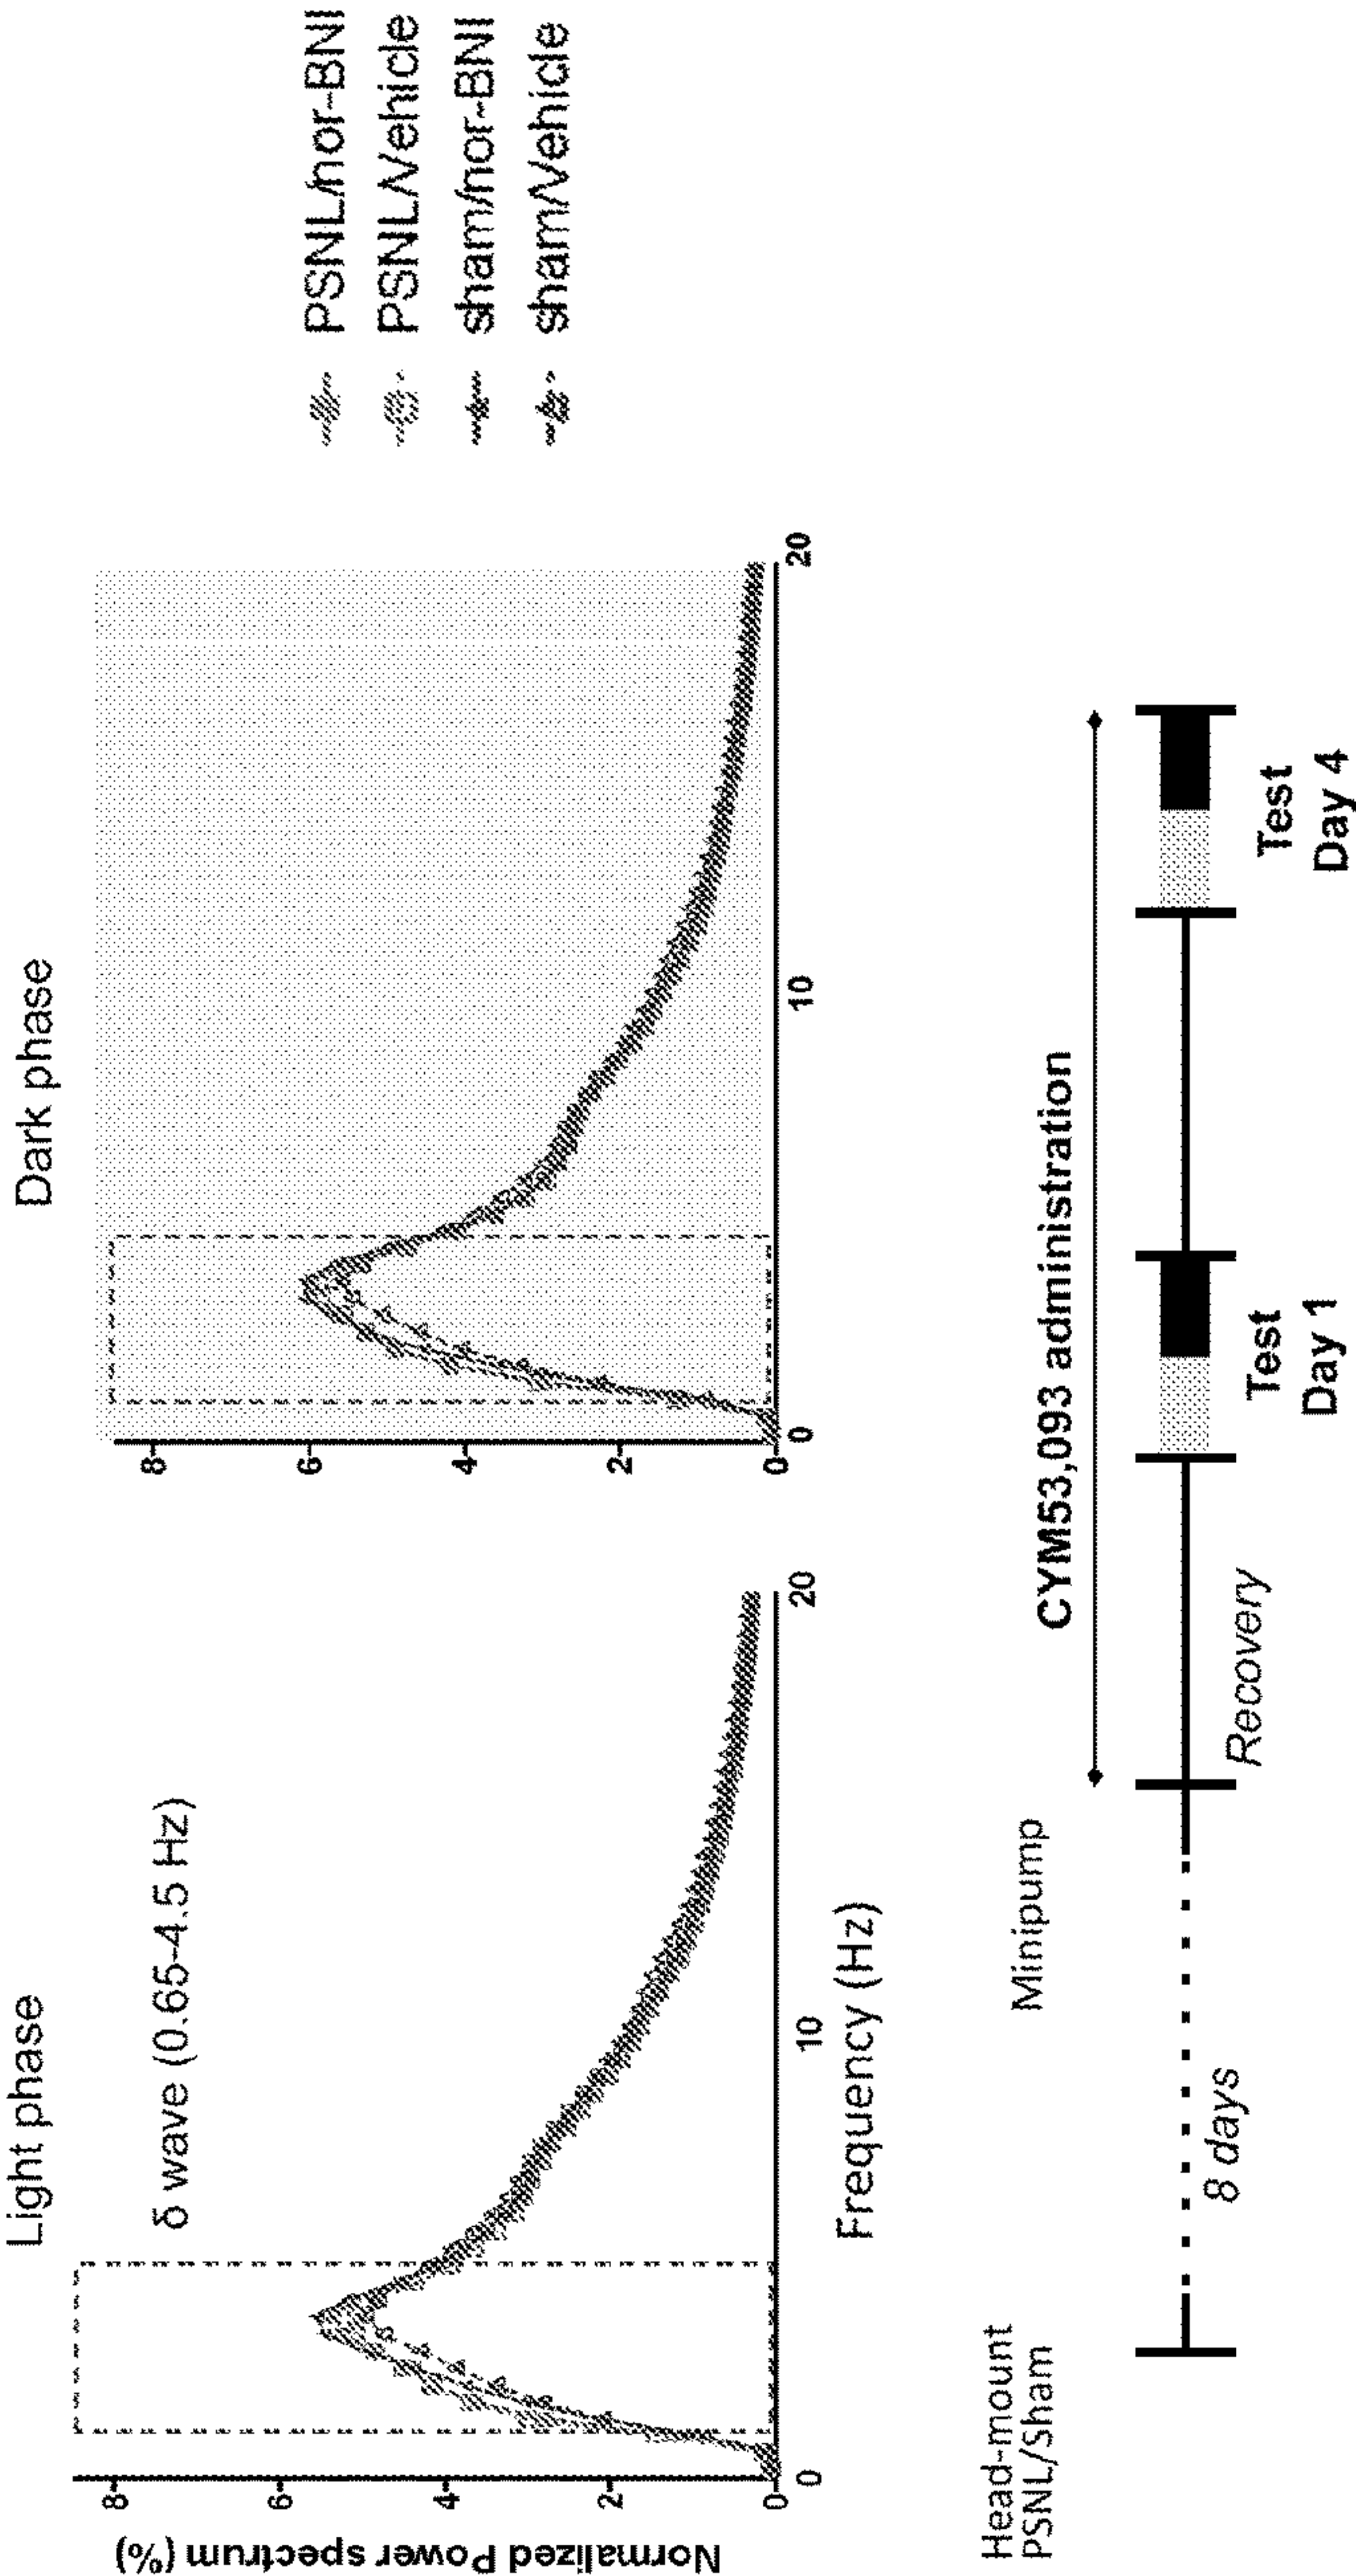 Light phase
Dark phase
δ wave (0.65-4.5 Hz)
Normalized Power spectrum (%)
8
6
4
2
0
0
10
20
Frequency (Hz)
8
6
4
2
0
0
10
20
PSNL/nor-BNI
PSNL/Vehicle
sham/nor-BNI
sham/Vehicle
Head-mount
PSNL/Sham
8 days
Minipump
Recovery
CYM53,093 administration
Test
Day 1
Test
Day 4